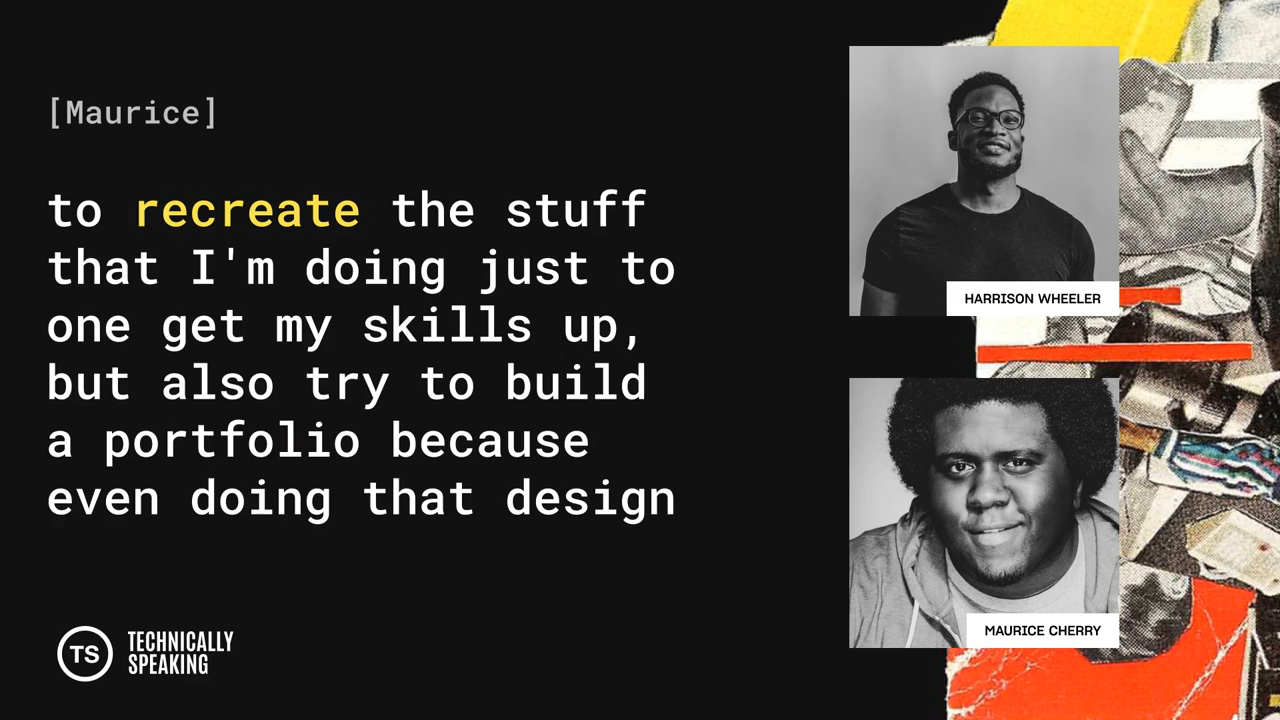 [Maurice]
to recreate the stuff
that I'm doing just to
one get my skills up,
but also try to build
a portfolio because
even doing that design
TS
TECHNICALLY
SPEAKING
HARRISON WHEELER
MAURICE CHERRY